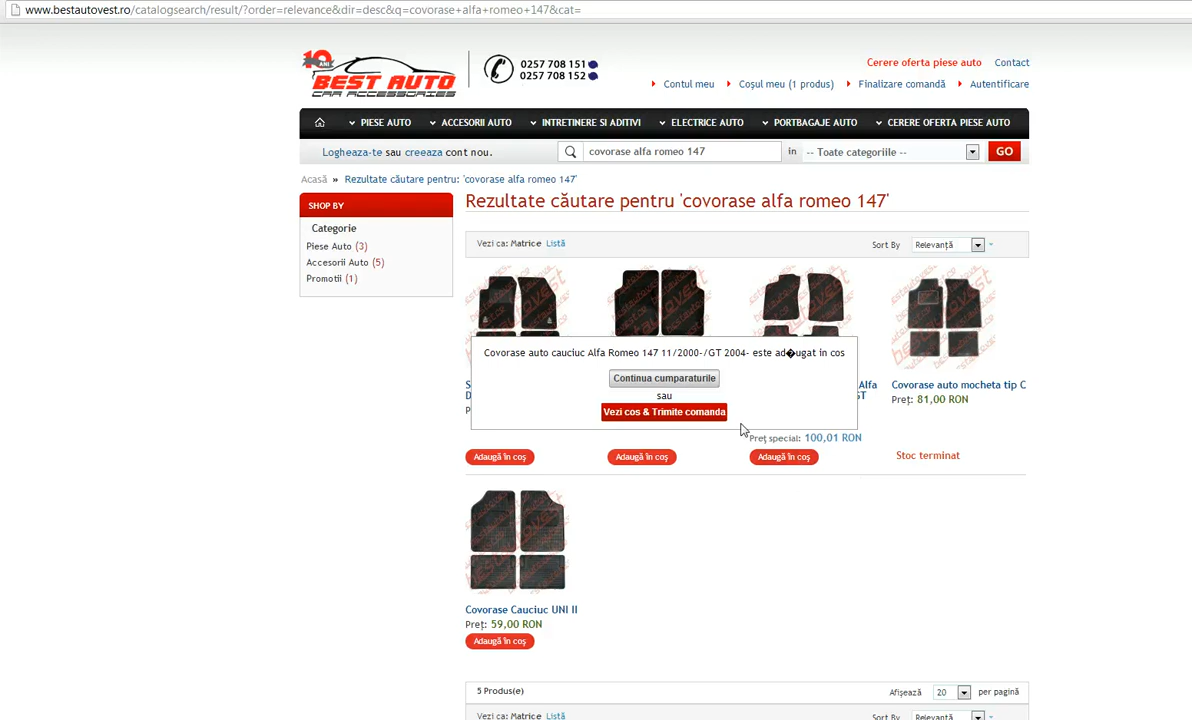 www.bestautovest.ro/catalogsearch/result/?order=relevance&dir=desc&q=covorase+alfa+romeo+147&cat=
10 ANI
BEST AUTO
CAR ACCESSORIES
0257 708 151
0257 708 152
Cerere oferta piese auto
Contact
Contul meu
Coșul meu (1 produs)
Finalizare comandă
Autentificare
PIESE AUTO
ACCESORII AUTO
INTRETINERE SI ADITIVI
ELECTRICE AUTO
PORTBAGAJE AUTO
CERERE OFERTA PIESE AUTO
Logheaza-te sau creeaza cont nou.
covorase alfa romeo 147
in
-- Toate categoriile --
GO
Acasă » Rezultate căutare pentru: 'covorase alfa romeo 147'
SHOP BY
Categorie
Piese Auto (3)
Accesorii Auto (5)
Promotii (1)
Rezultate căutare pentru 'covorase alfa romeo 147'
Vezi ca: Matrice Listă
Sort By
Relevanță
Covorase auto cauciuc Alfa Romeo 147 11/2000-/GT 2004- este ad�ugat in cos
Continua cumparaturile
sau
Vezi cos & Trimite comanda
Alfa
Covorase auto mocheta tip C
Preț: 81,00 RON
Preț special: 100,01 RON
Adaugă în coș
Adaugă în coș
Adaugă în coș
Stoc terminat
Covorase Cauciuc UNI II
Preț: 59,00 RON
Adaugă în coș
5 Produs(e)
Afișează
20
per pagină
Vezi ca: Matrice Listă
Sort By
Relevanță